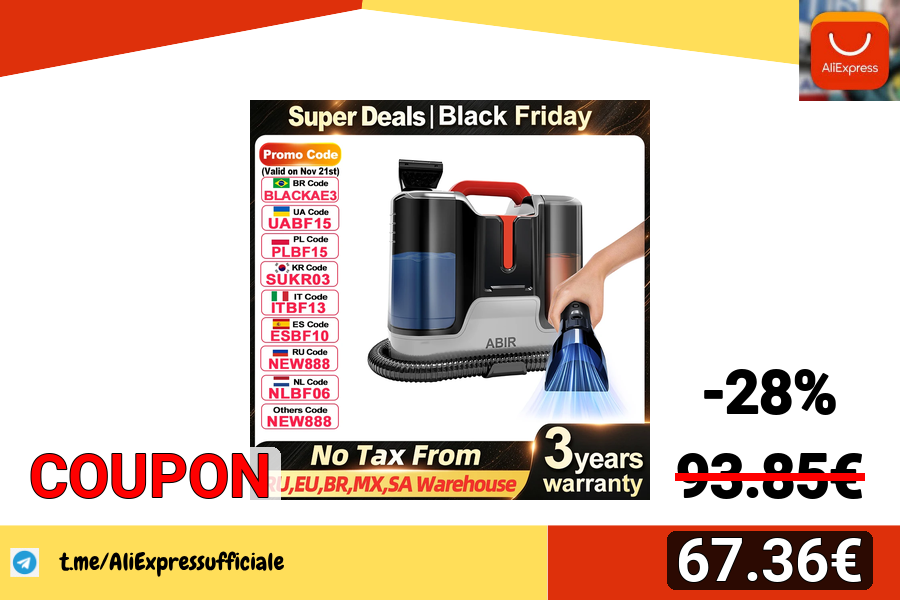 AliExpress
Super Deals | Black Friday
Promo Code
(Valid on Nov 21st)
BR Code
BLACKAE3
UA Code
UABF15
PL Code
PLBF15
KR Code
SUKR03
IT Code
ITBF13
ES Code
ESBF10
RU Code
NEW888
NL Code
NLBF06
Others Code
NEW888
ABIR
No Tax From
RU,EU,BR,MX,SA Warehouse
3 years
warranty
COUPON
-28%
93.85€
67.36€
t.me/AliExpressufficiale